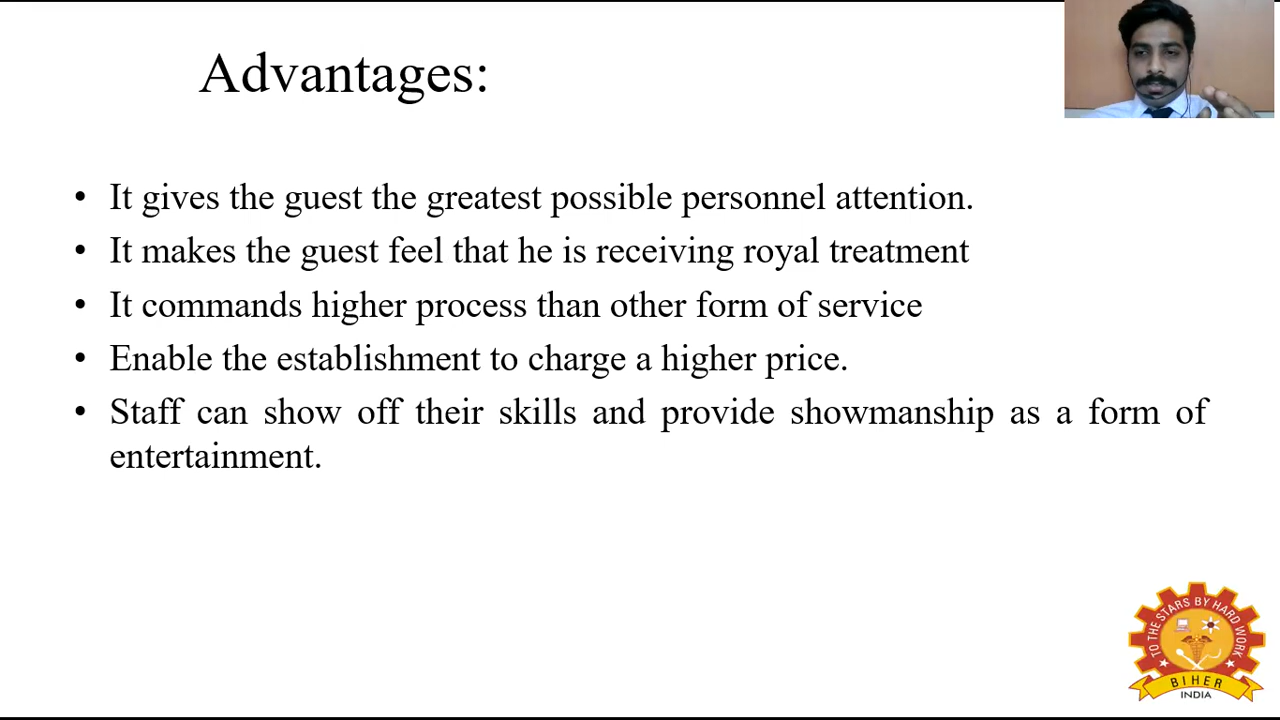 Advantages:
• It gives the guest the greatest possible personnel attention.
• It makes the guest feel that he is receiving royal treatment
• It commands higher process than other form of service
• Enable the establishment to charge a higher price.
• Staff can show off their skills and provide showmanship as a form of
entertainment.
TO THE STARS BY HARD WORK
BIHER
INDIA